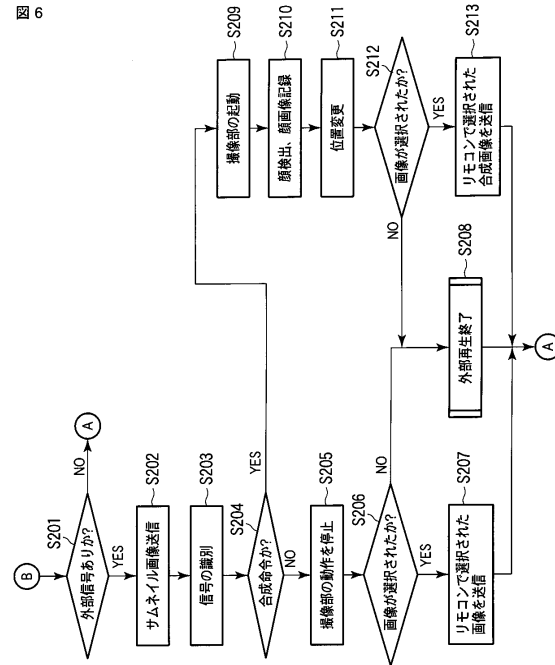 図 6
B
S201
外部信号ありか?
NO
A
YES
S202
サムネイル画像送信
S203
信号の識別
S204
合成命令か?
YES
NO
S205
撮像部の動作を停止
S206
画像が選択されたか?
NO
YES
S207
リモコンで選択された
画像を送信
S208
外部再生終了
S209
撮像部の起動
S210
顔検出、顔画像記録
S211
位置変更
S212
画像が選択されたか?
NO
YES
S213
リモコンで選択された
合成画像を送信
A